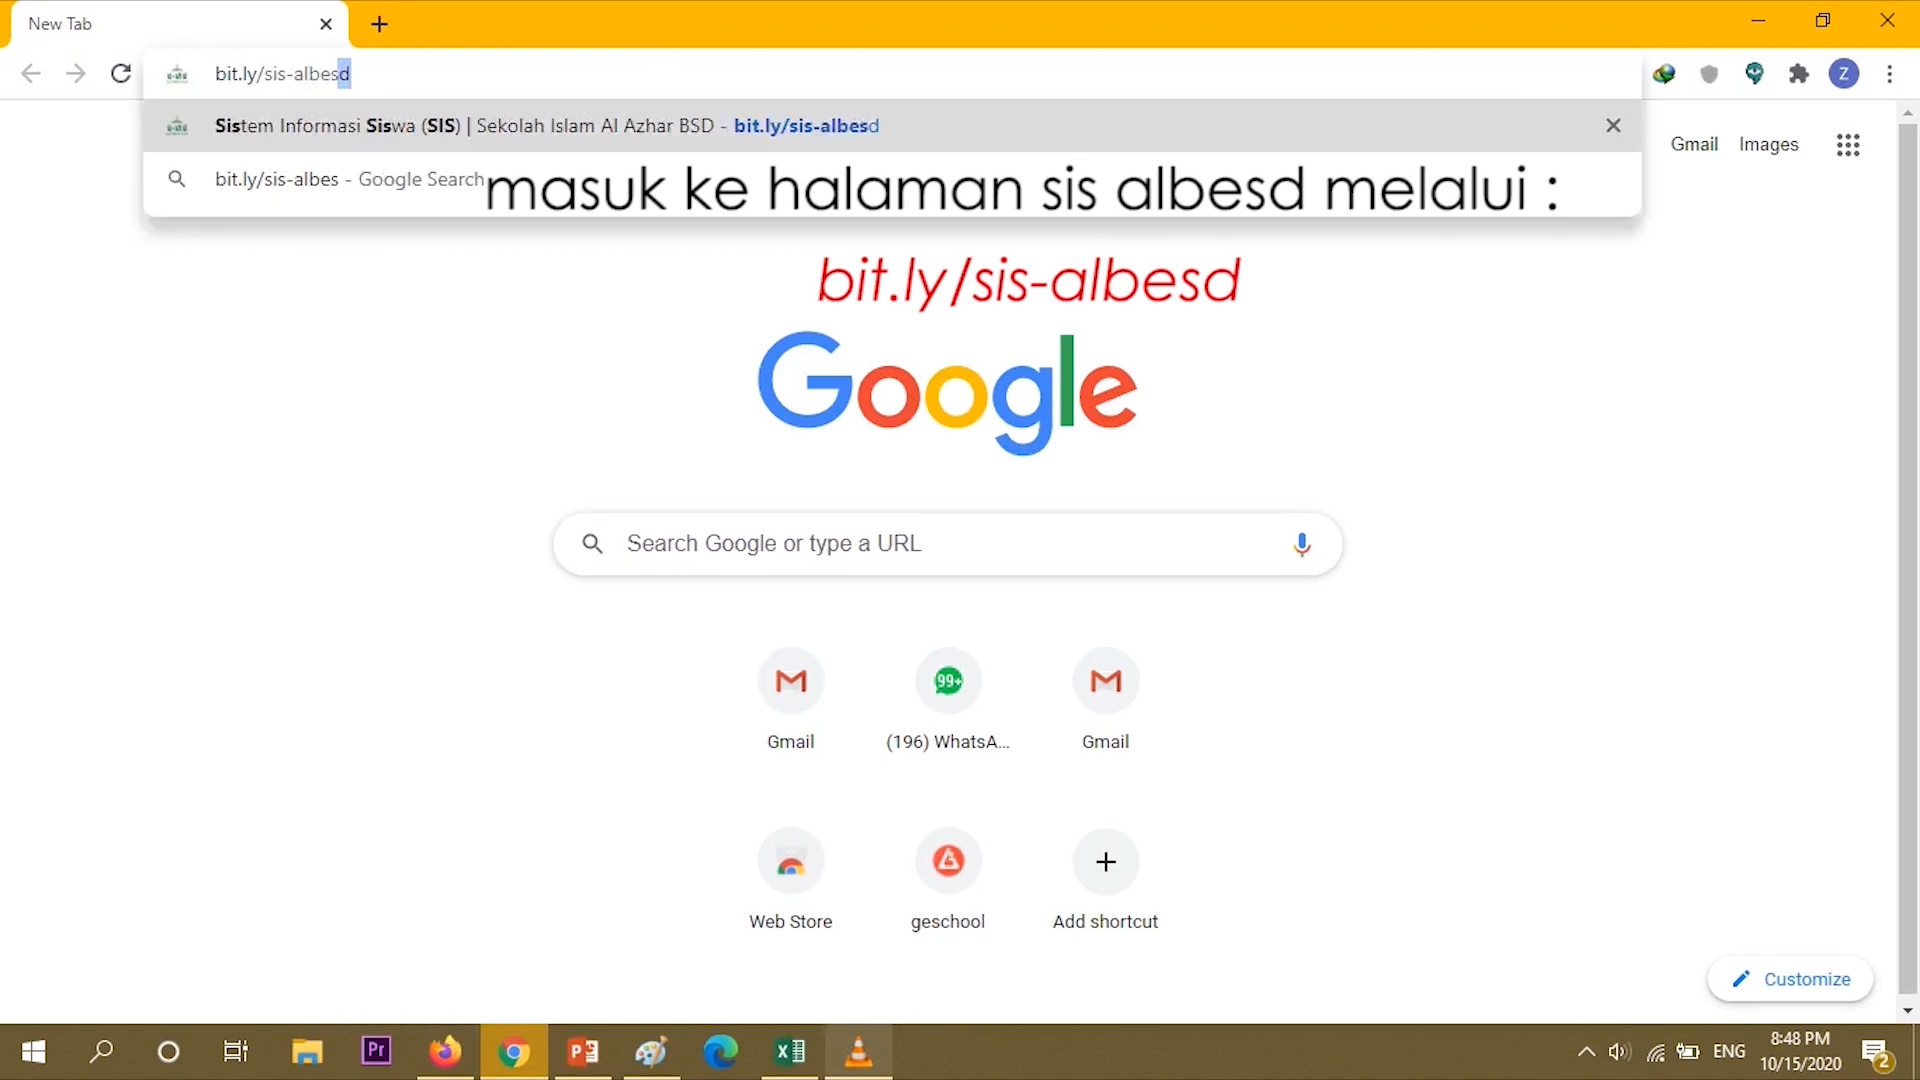 New Tab
bit.ly/sis-albesd
Sistem Informasi Siswa (SIS) | Sekolah Islam Al Azhar BSD - bit.ly/sis-albesd
Gmail Images
bit.ly/sis-albes - Google Search
masuk ke halaman sis albesd melalui :
bit.ly/sis-albesd
Google
Search Google or type a URL
Gmail (196) WhatsA... Gmail
Web Store geschool Add shortcut
Customize
ENG 8:48 PM
10/15/2020
Z
99+
Pr
2